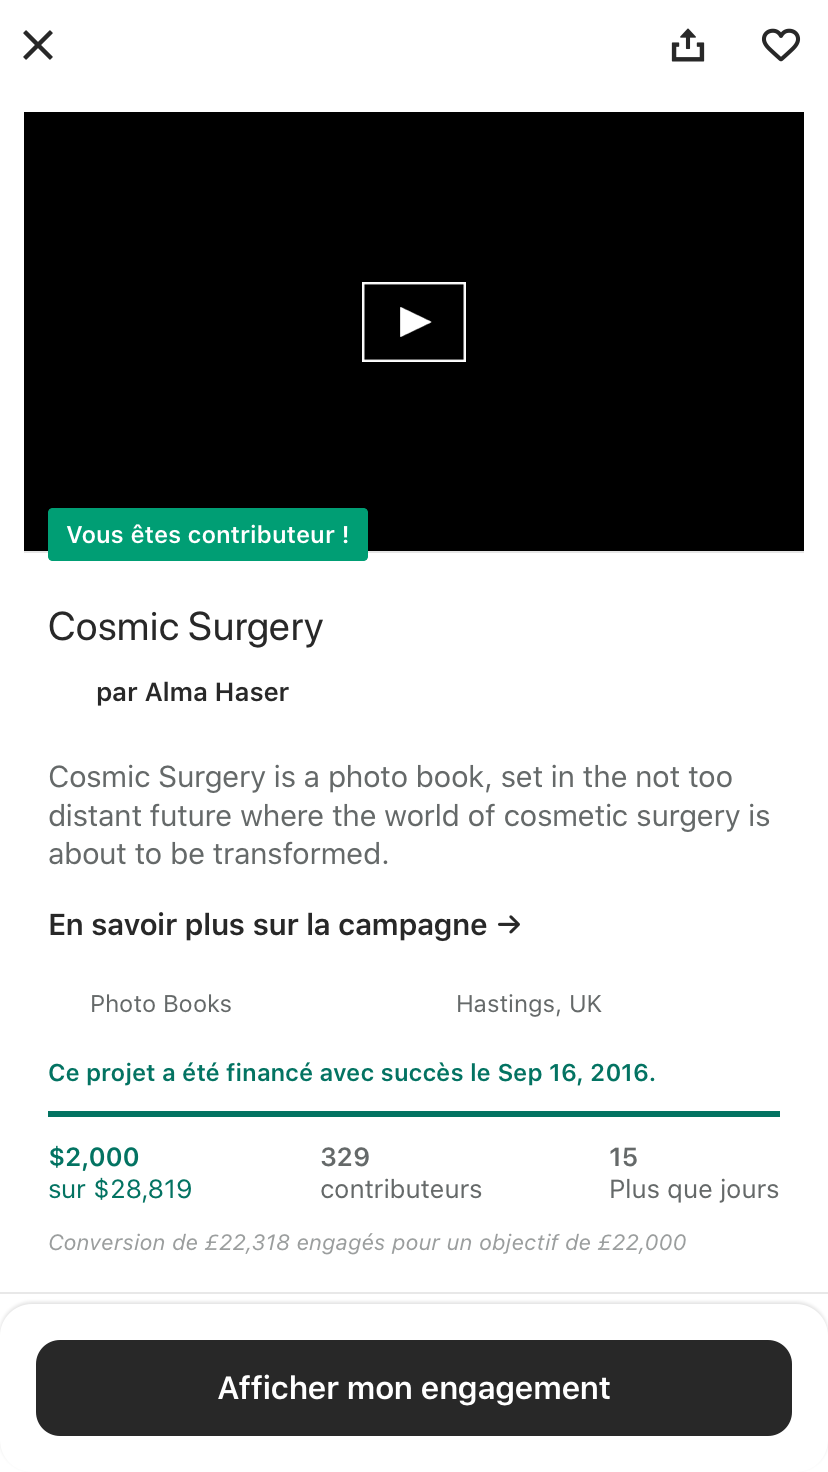 Vous êtes contributeur !
Cosmic Surgery
par Alma Haser
Cosmic Surgery is a photo book, set in the not too
distant future where the world of cosmetic surgery is
about to be transformed.
En savoir plus sur la campagne →
Photo Books
Hastings, UK
Ce projet a été financé avec succès le Sep 16, 2016.
$2,000
sur $28,819
329
contributeurs
15
Plus que jours
Conversion de £22,318 engagés pour un objectif de £22,000
Afficher mon engagement